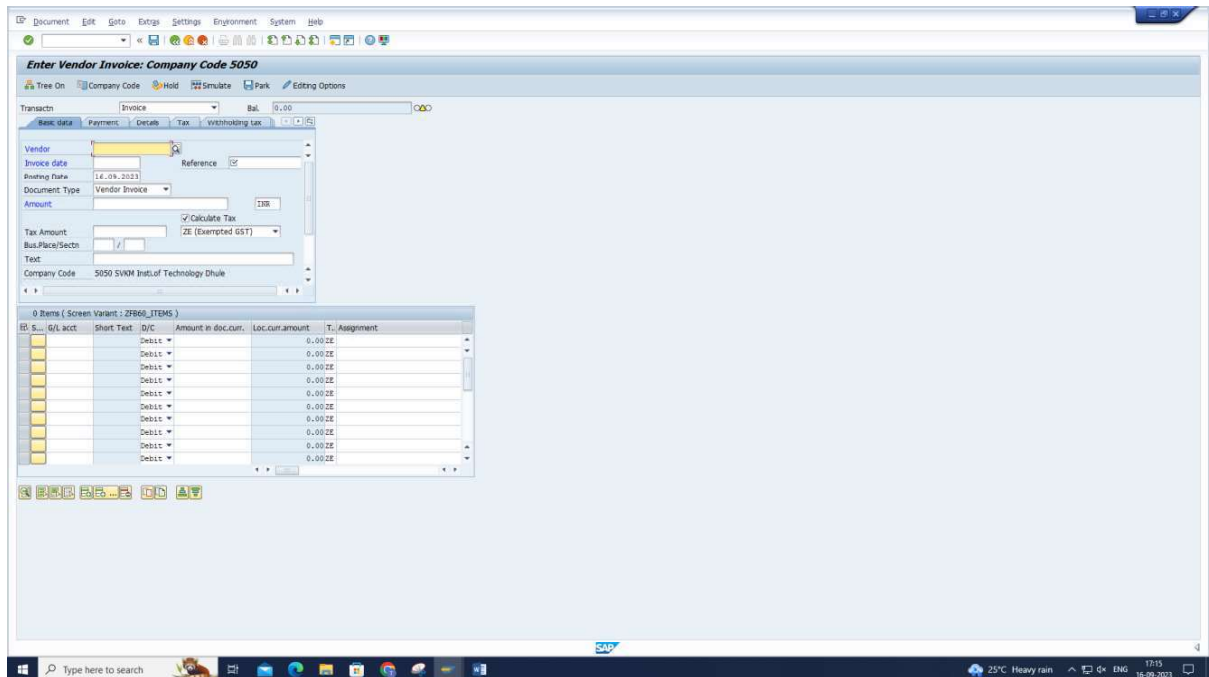 Document Edit Goto Extras Settings Environment System Help
Enter Vendor Invoice: Company Code 5050
Tree On Company Code Hold Simulate Park Editing Options
Transactn Invoice Bal. 0.00
Basic data Payment Details Tax Withholding tax
Vendor
Invoice date Reference
Posting Date 16.09.2023
Document Type Vendor Invoice
Amount INR
Calculate Tax
Tax Amount ZE (Exempted GST)
Bus.Place/Sectn /
Text
Company Code 5050 SVKM Insti.of Technology Dhule
0 Items ( Screen Variant : ZFB60_ITEMS )
S... G/L acct Short Text D/C Amount in doc.curr. Loc.curr.amount T.. Assignment
Debit 0.00 ZE
Debit 0.00 ZE
Debit 0.00 ZE
Debit 0.00 ZE
Debit 0.00 ZE
Debit 0.00 ZE
Debit 0.00 ZE
Debit 0.00 ZE
Debit 0.00 ZE
Debit 0.00 ZE
SAP
Type here to search 25°C Heavy rain ENG 17:15
16-09-2023